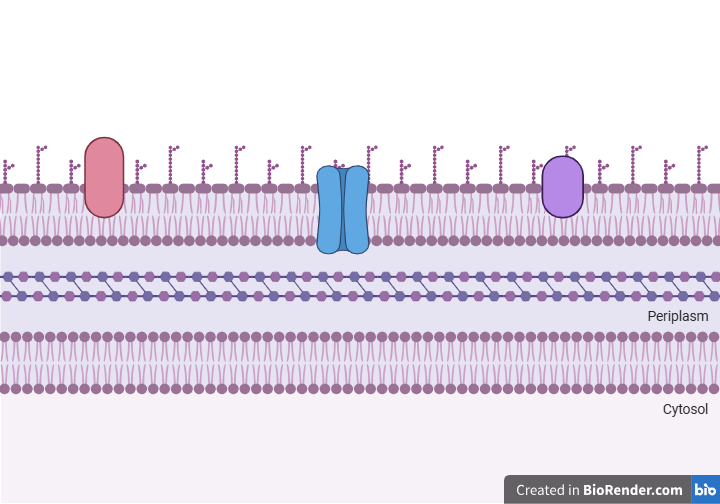 Periplasm
Cytosol
Created in BioRender.com bio